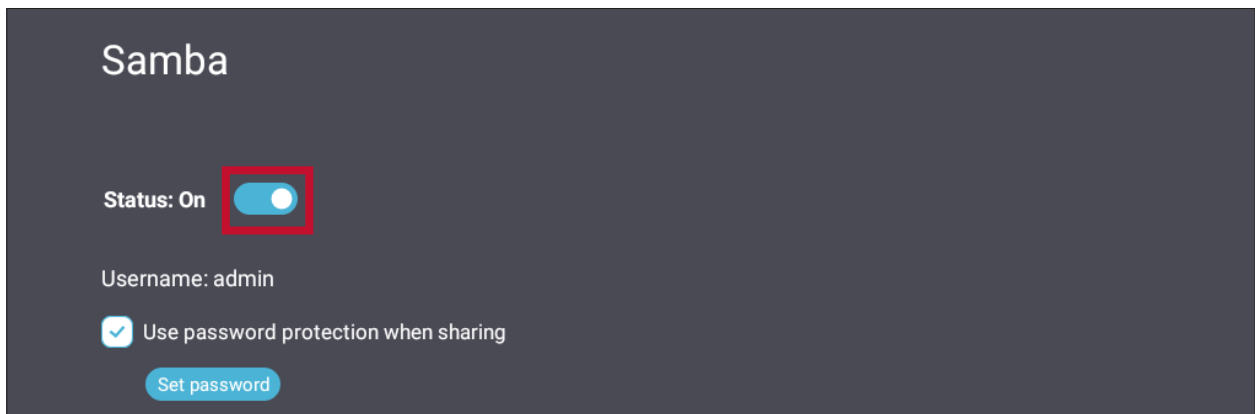 Samba
Status: On
Username: admin
Use password protection when sharing
Set password